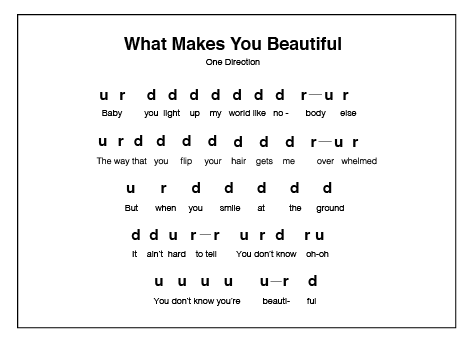 What Makes You Beautiful
One Direction
u r d d d d d d d r—u r
Baby you light up my world like no - body else
u r d d d d d d d d r—u r
The way that you flip your hair gets me over whelmed
u r d d d d d
But when you smile at the ground
d d u r—r u r d r u
It ain't hard to tell You don't know oh-oh
u u u u u—r d
You don't know you're beauti- ful